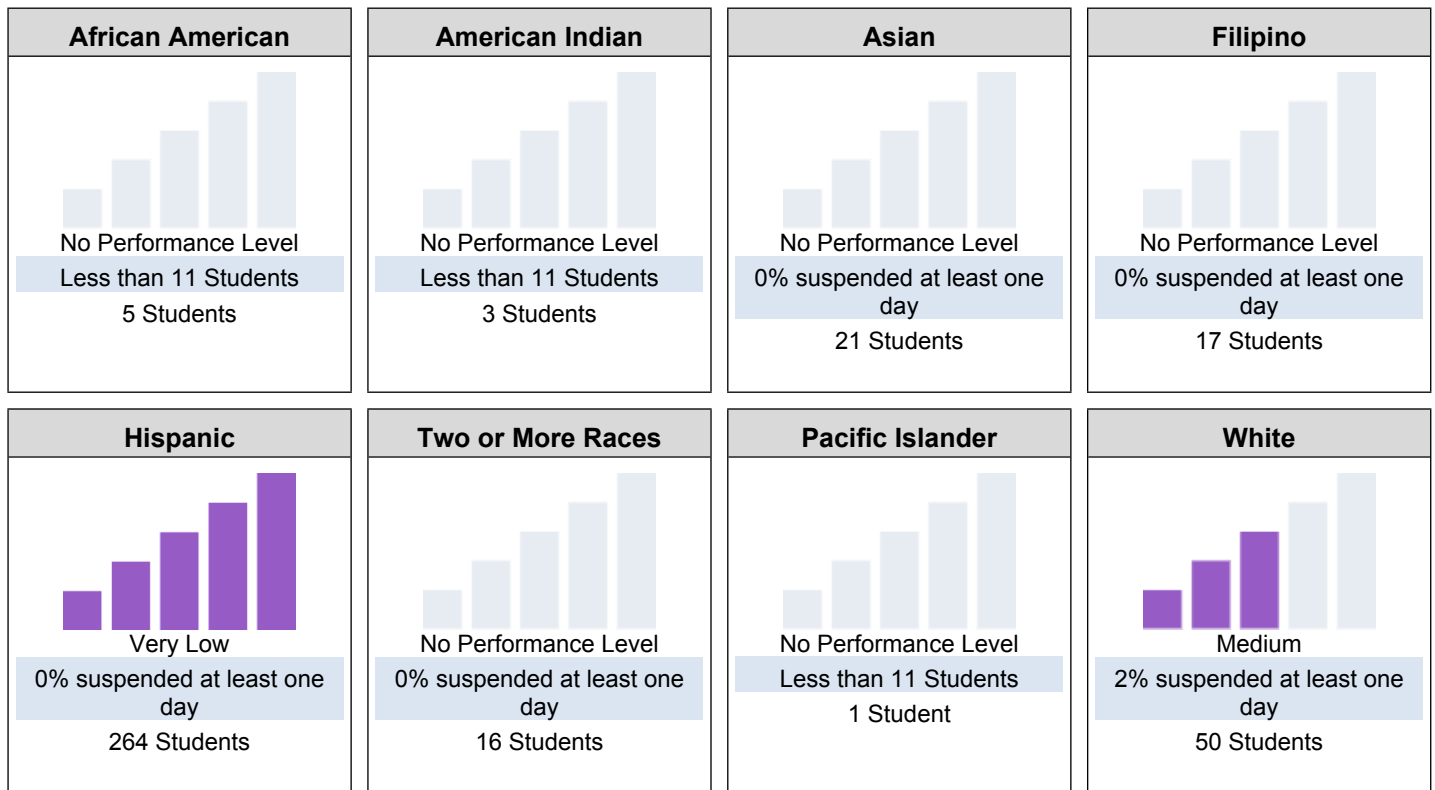 African American
No Performance Level
Less than 11 Students
5 Students
American Indian
No Performance Level
Less than 11 Students
3 Students
Asian
No Performance Level
0% suspended at least one
day
21 Students
Filipino
No Performance Level
0% suspended at least one
day
17 Students
Hispanic
Very Low
0% suspended at least one
day
264 Students
Two or More Races
No Performance Level
0% suspended at least one
day
16 Students
Pacific Islander
No Performance Level
Less than 11 Students
1 Student
White
Medium
2% suspended at least one
day
50 Students